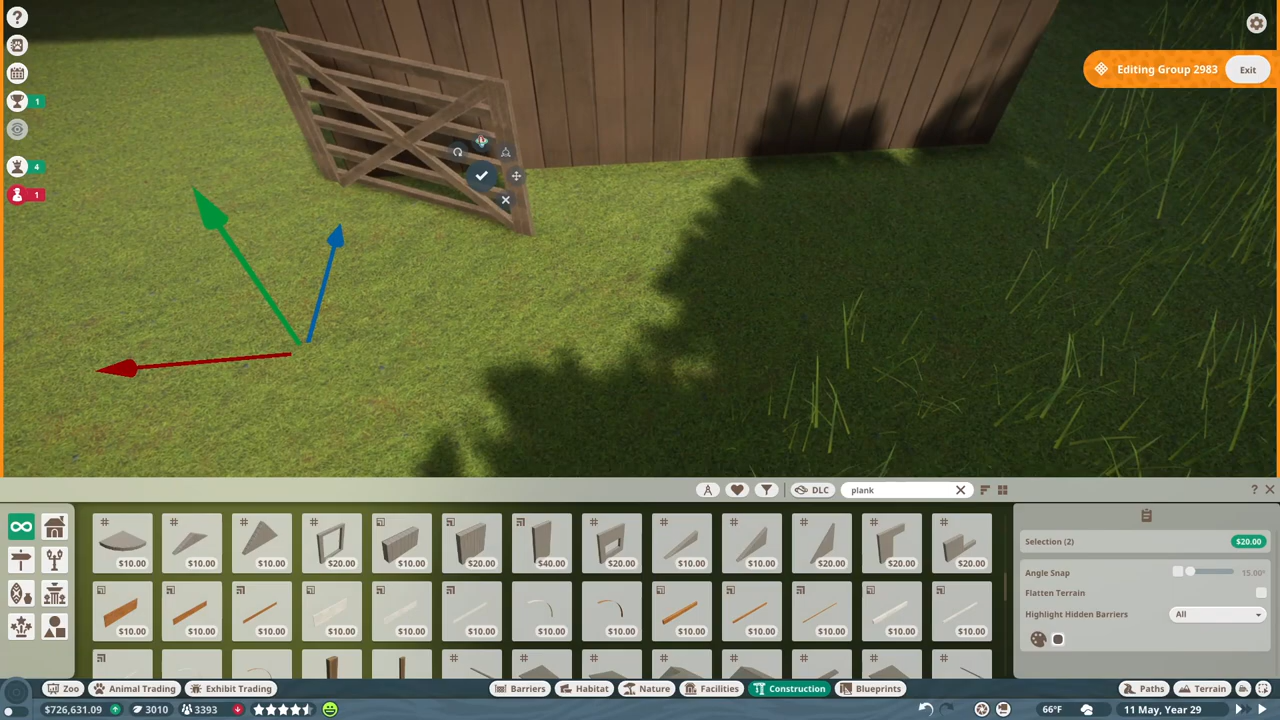 ?
Editing Group 2983 Exit
1
4
1
DLC plank ?
$10.00 $10.00 $10.00 $20.00 $10.00 $10.00 $40.00 $20.00 $10.00 $10.00 $10.00 $20.00 $20.00
$10.00 $10.00 $10.00 $10.00 $10.00 $10.00 $10.00 $10.00 $10.00 $10.00 $10.00 $10.00 $10.00
Selection (2) $20.00
Angle Snap 15.00°
Flatten Terrain
Highlight Hidden Barriers All
Zoo Animal Trading Exhibit Trading Barriers Habitat Nature Facilities Construction Blueprints Paths Terrain
$726,631.09 3010 3393 66°F 11 May, Year 29